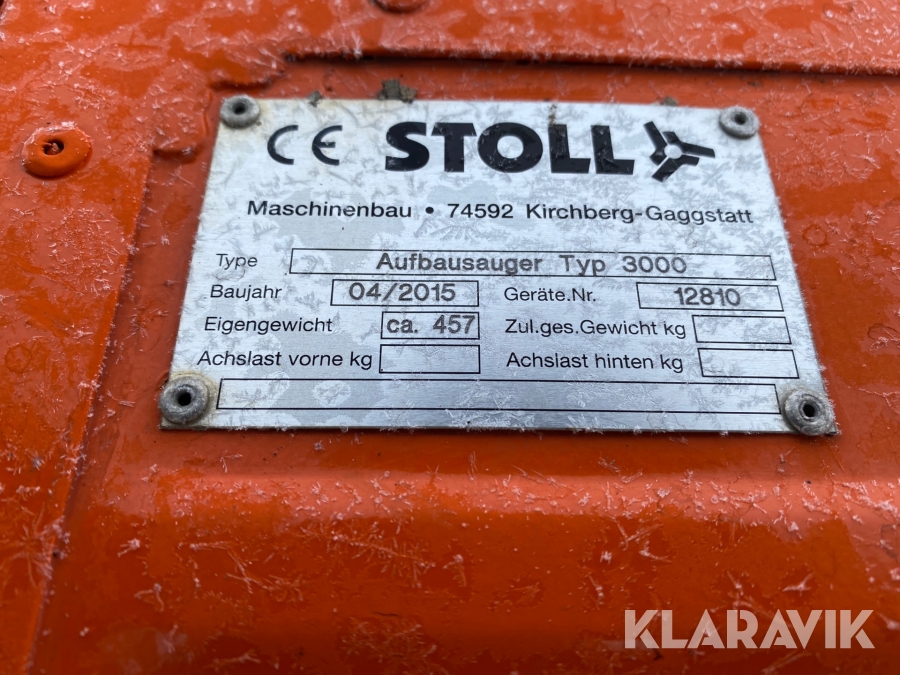 CE STOLL
Maschinenbau • 74592 Kirchberg-Gaggstatt
Type Aufbausauger Typ 3000
Baujahr 04/2015 Geräte.Nr. 12810
Eigengewicht ca. 457 Zul.ges.Gewicht kg
Achslast vorne kg Achslast hinten kg
KLARAVIK